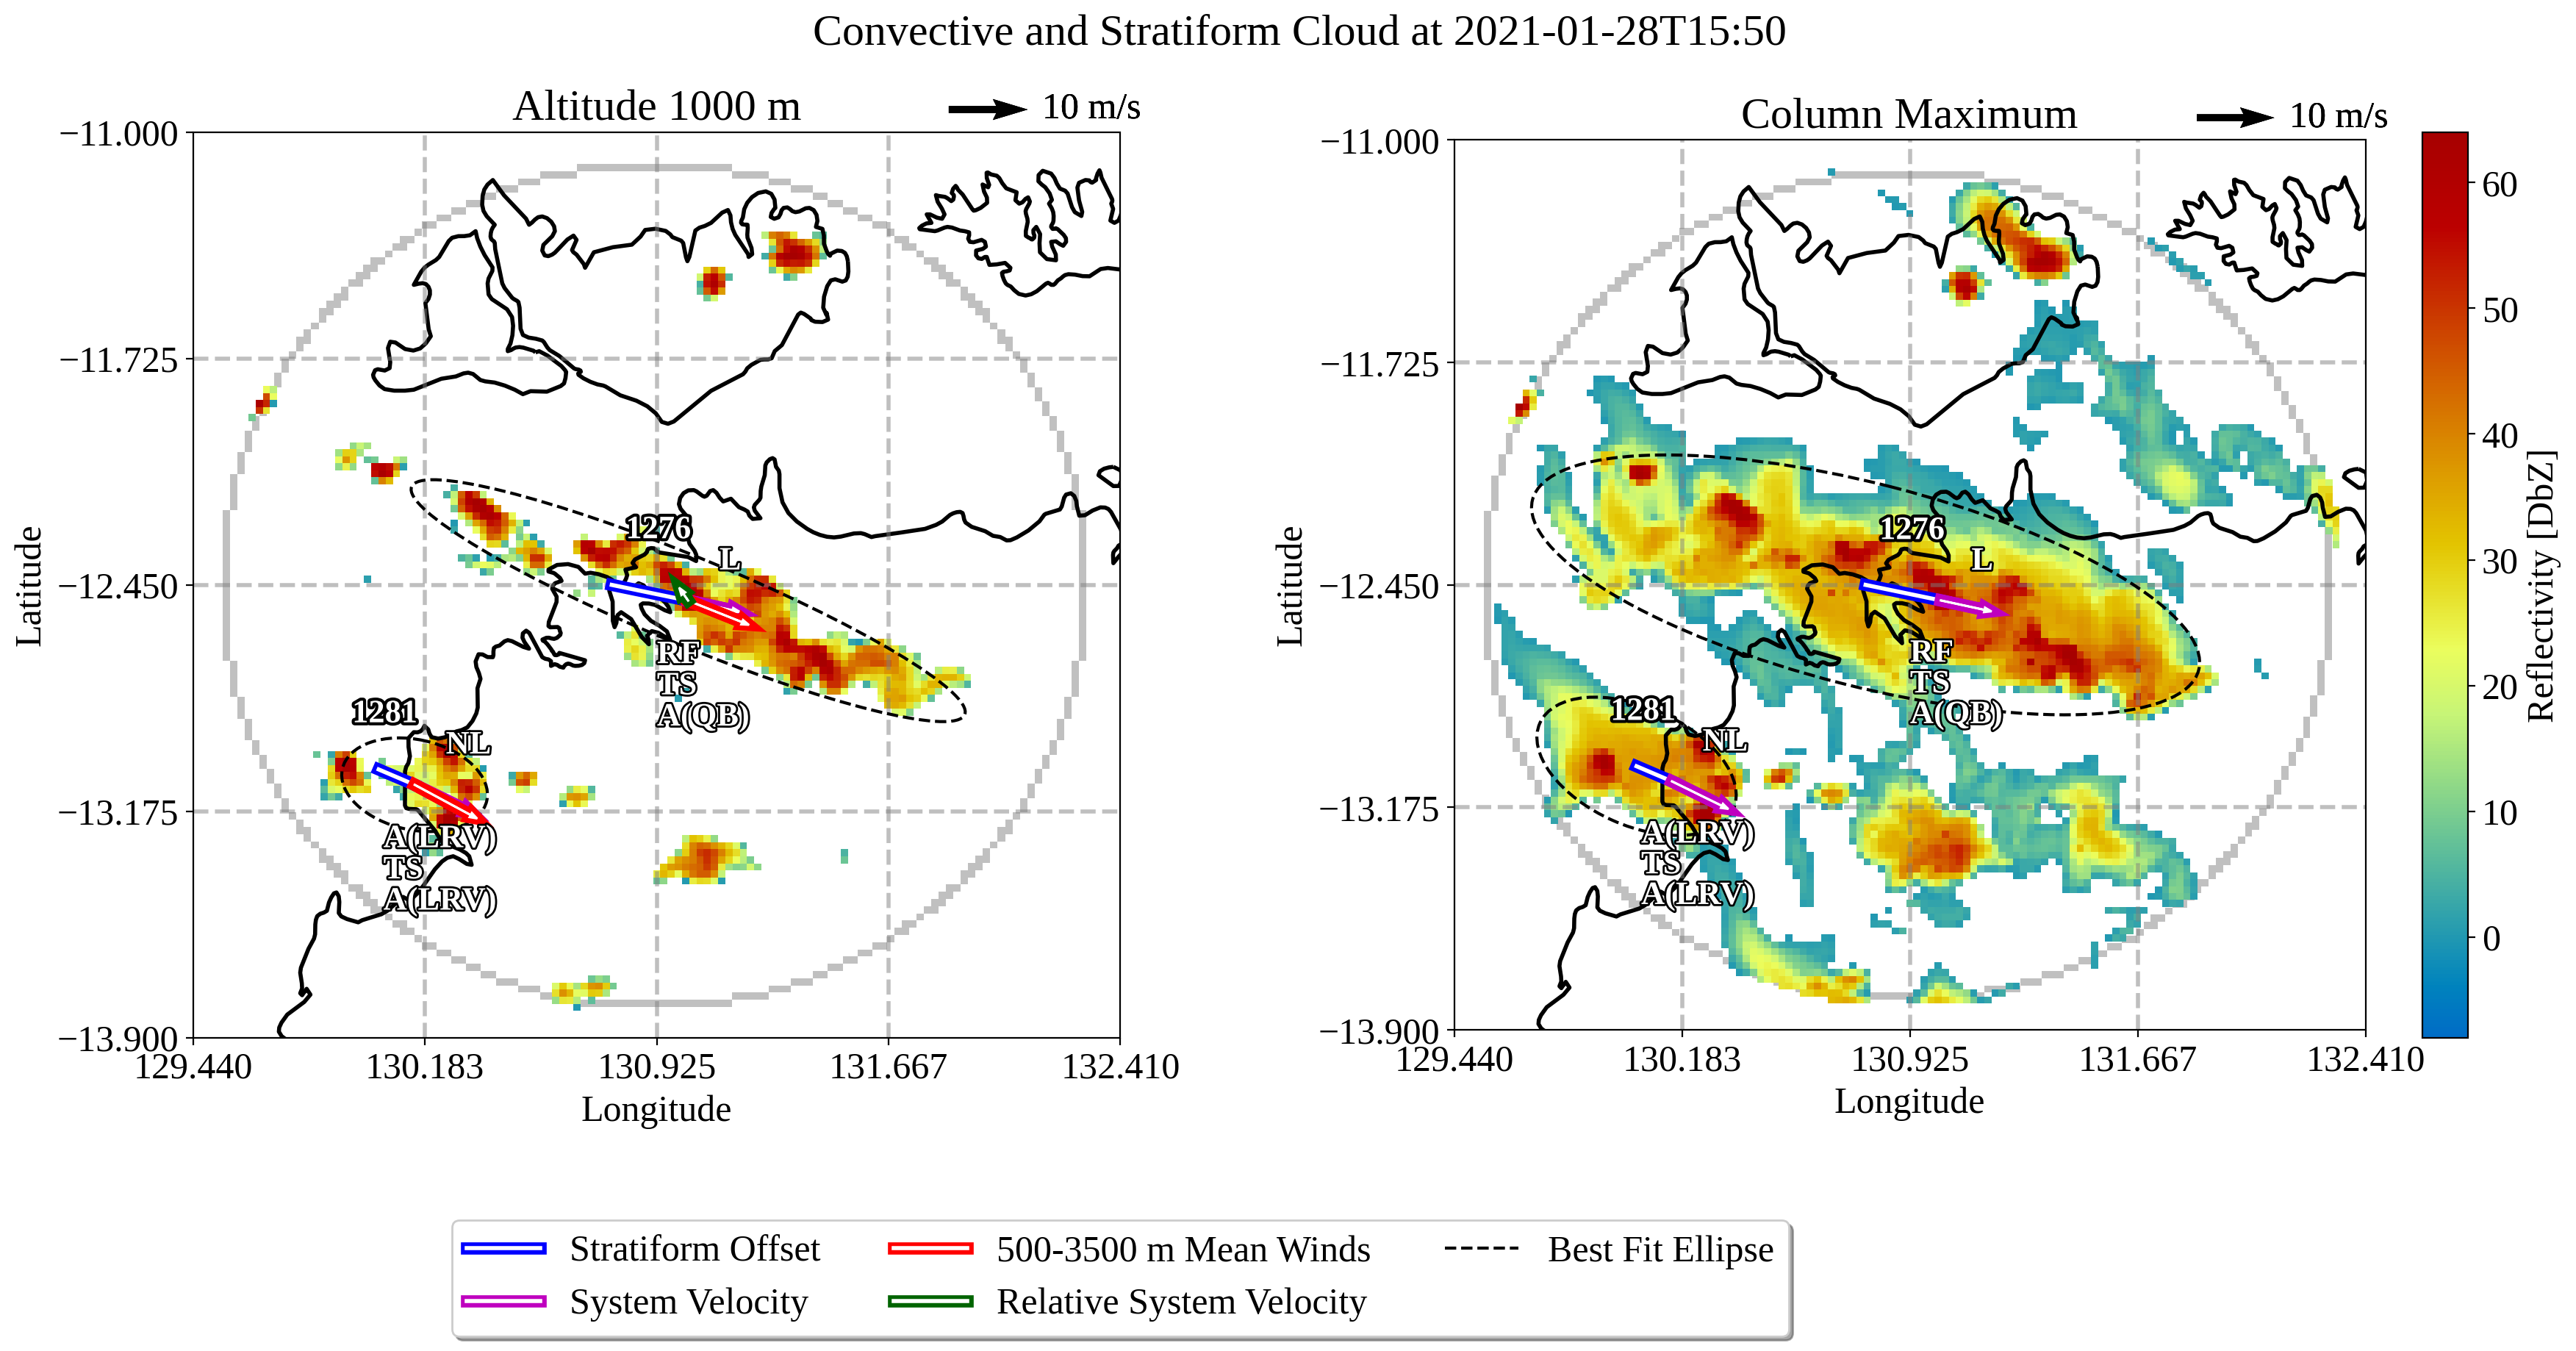 Convective and Stratiform Cloud at 2021-01-28T15:50
Altitude 1000 m
10 m/s
−11.000
−11.725
−12.450
−13.175
−13.900
129.440
130.183
130.925
131.667
132.410
Latitude
Longitude
1276
L
RF
TS
A(QB)
1281
NL
A(LRV)
TS
A(LRV)
Column Maximum
10 m/s
−11.000
−11.725
−12.450
−13.175
−13.900
129.440
130.183
130.925
131.667
132.410
Latitude
Longitude
1276
L
RF
TS
A(QB)
1281
NL
A(LRV)
TS
A(LRV)
60
50
40
30
20
10
0
Reflectivity [DbZ]
Stratiform Offset
System Velocity
500-3500 m Mean Winds
Relative System Velocity
Best Fit Ellipse